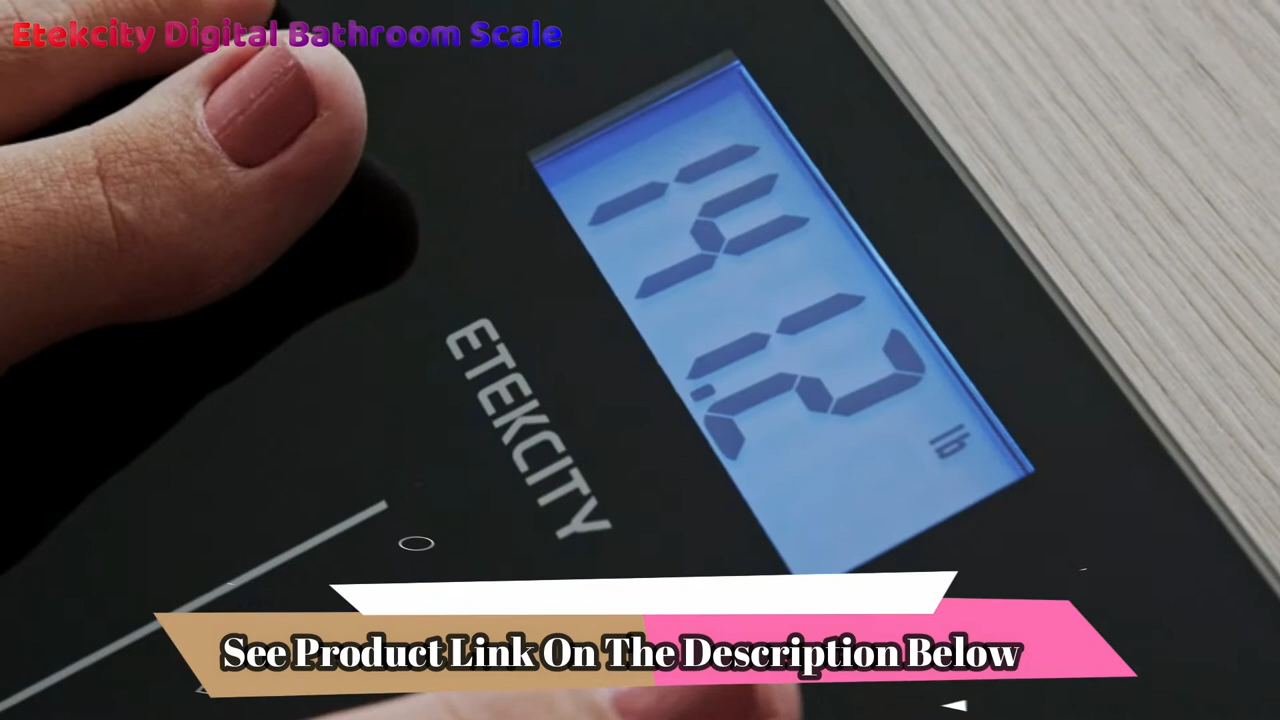 Etekcity Digital Bathroom Scale
141.2 lb
ETEKCITY
See Product Link On The Description Below